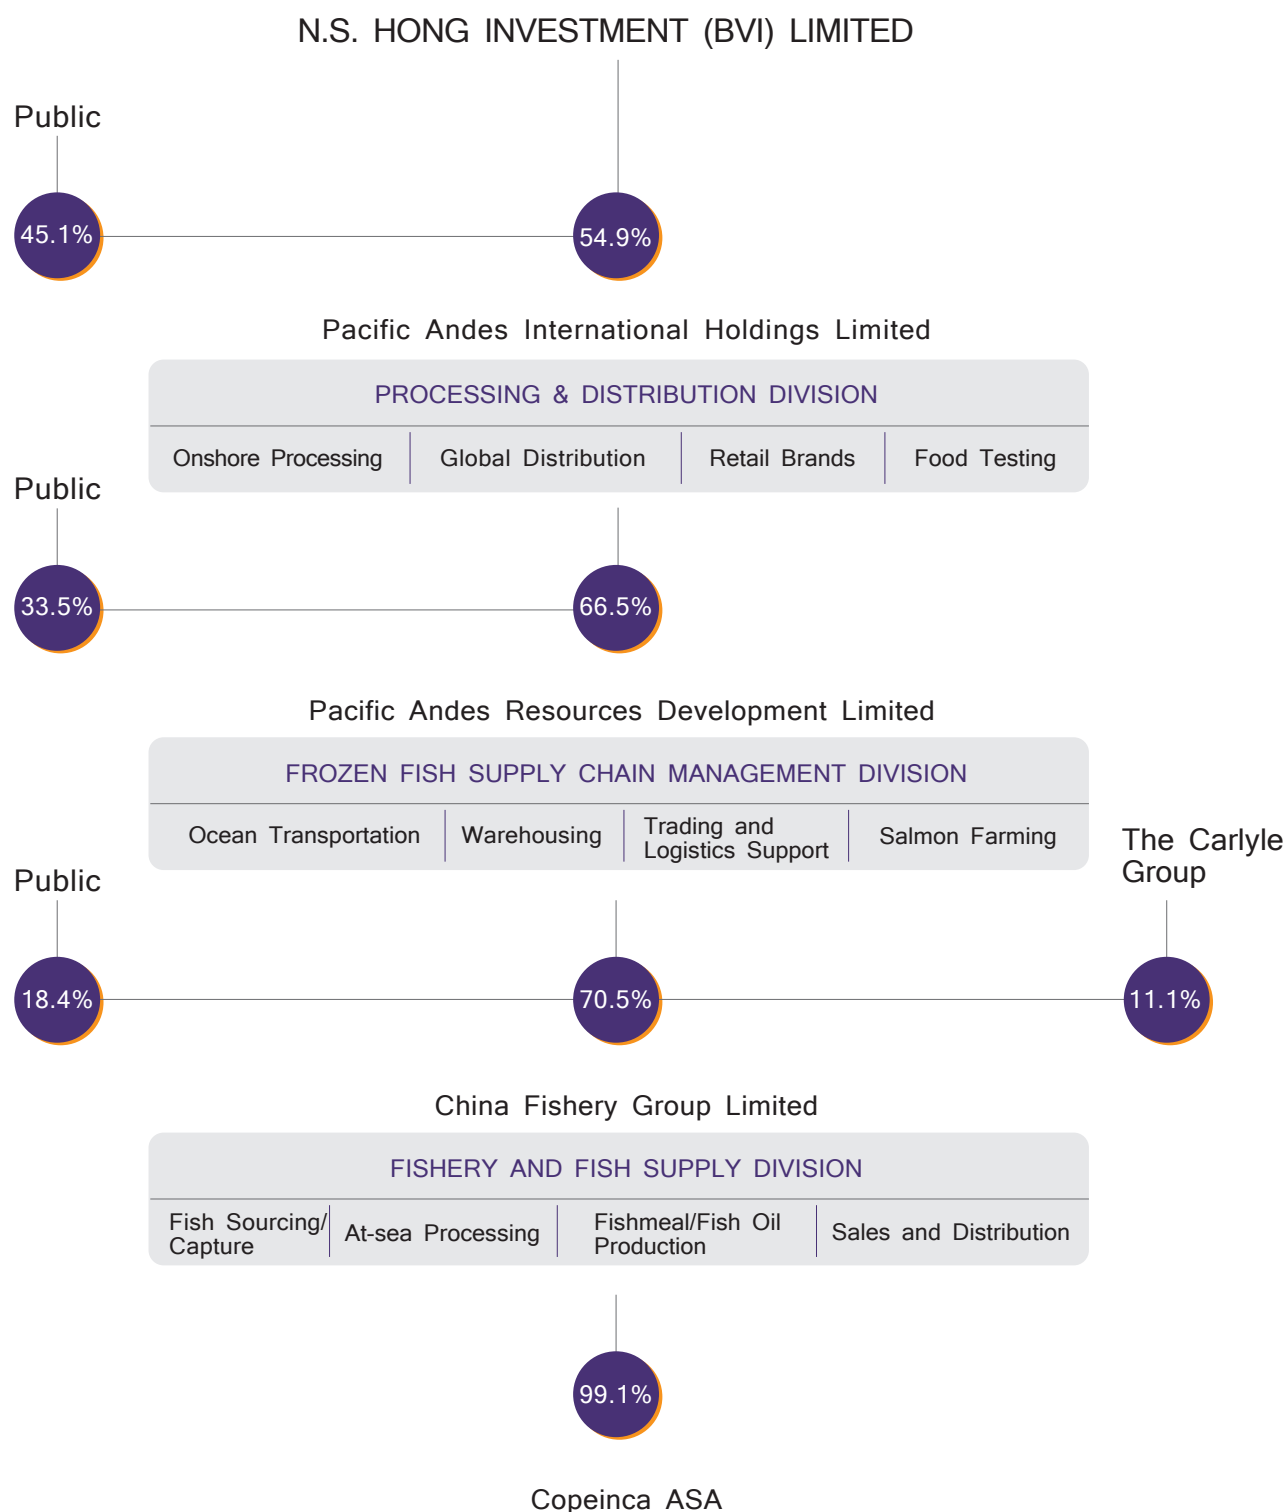 N.S. HONG INVESTMENT (BVI) LIMITED
Public
45.1%
54.9%
Pacific Andes International Holdings Limited
PROCESSING & DISTRIBUTION DIVISION
Onshore Processing
Global Distribution
Retail Brands
Food Testing
Public
33.5%
66.5%
Pacific Andes Resources Development Limited
FROZEN FISH SUPPLY CHAIN MANAGEMENT DIVISION
Ocean Transportation
Warehousing
Trading and
Logistics Support
Salmon Farming
The Carlyle
Group
Public
18.4%
70.5%
11.1%
China Fishery Group Limited
FISHERY AND FISH SUPPLY DIVISION
Fish Sourcing/
Capture
At-sea Processing
Fishmeal/Fish Oil
Production
Sales and Distribution
99.1%
Copeinca ASA